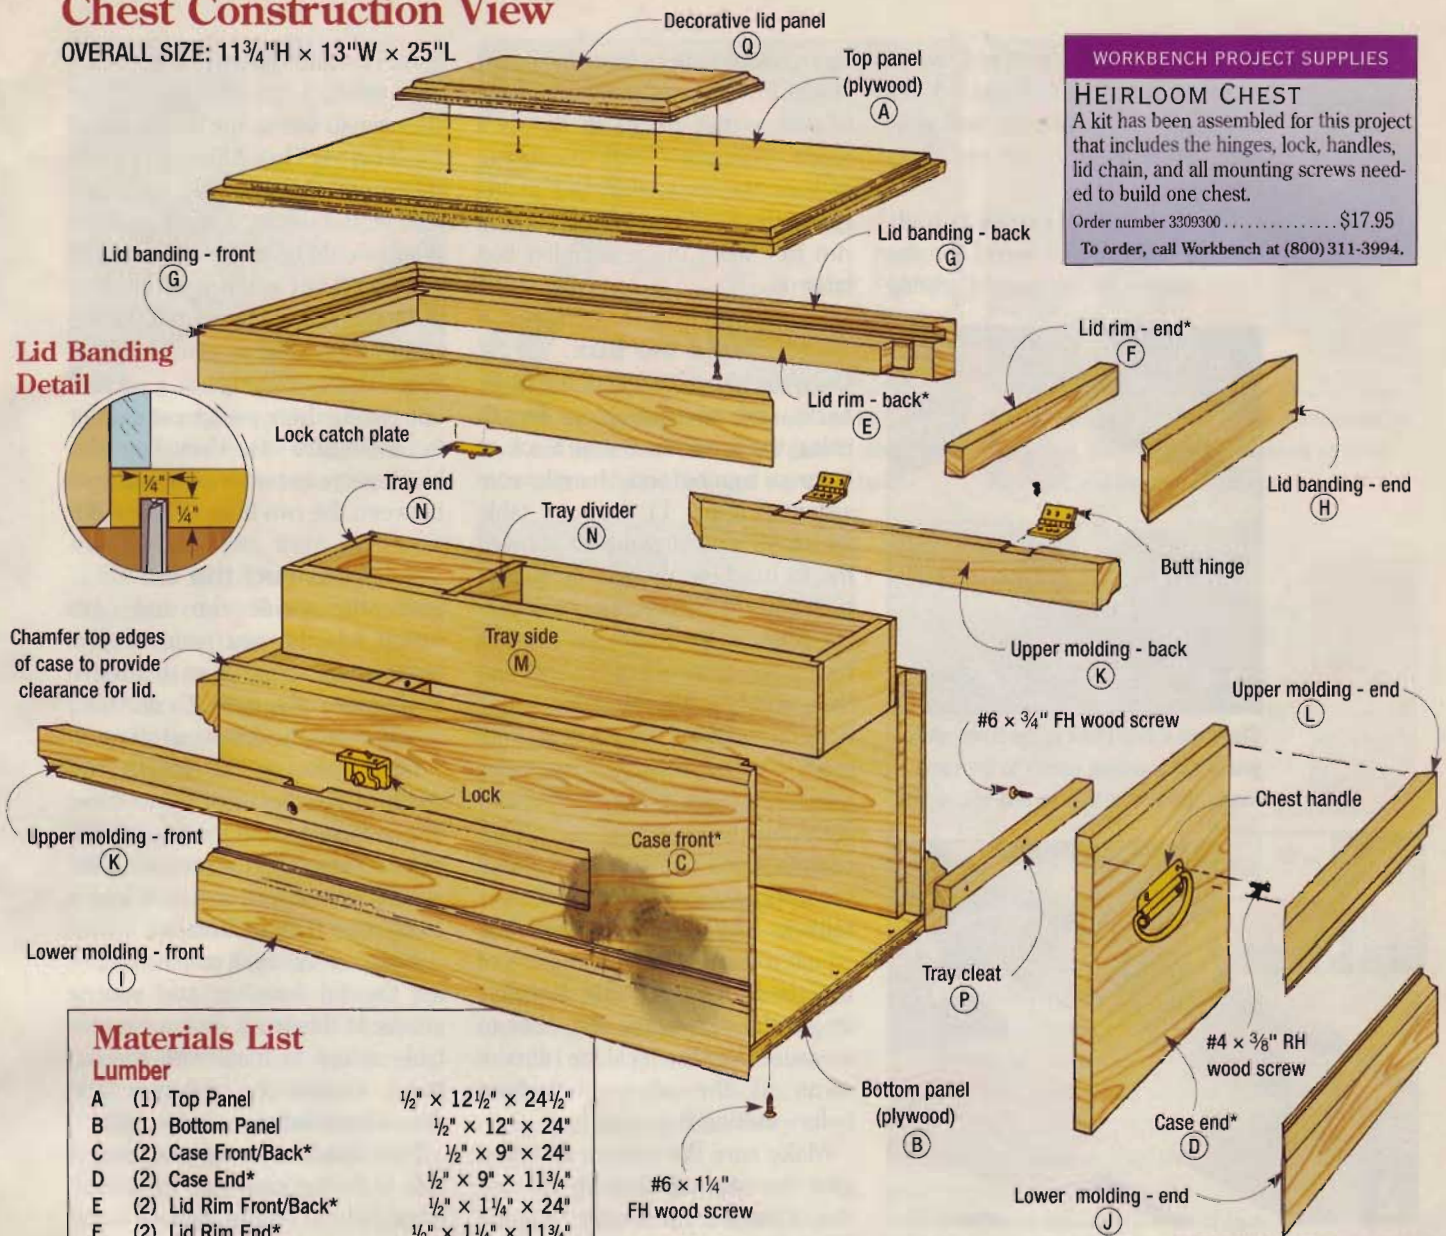 Chest Construction View
OVERALL SIZE: 11¾"H × 13"W × 25"L
Decorative lid panel
Q
Top panel
(plywood)
A
WORKBENCH PROJECT SUPPLIES
HEIRLOOM CHEST
A kit has been assembled for this project
that includes the hinges, lock, handles,
lid chain, and all mounting screws need-
ed to build one chest.
Order number 3309300 ............... $17.95
To order, call Workbench at (800) 311-3994.
Lid banding - front
G
Lid banding - back
G
Lid Banding
Detail
¼"
¼"
Lid rim - end*
F
Lid rim - back*
E
Lock catch plate
Lid banding - end
H
Tray end
N
Tray divider
N
Butt hinge
Chamfer top edges
of case to provide
clearance for lid.
Tray side
M
Upper molding - back
K
Upper molding - end
L
#6 × ¾" FH wood screw
Lock
Chest handle
Upper molding - front
K
Case front*
C
Lower molding - front
I
Tray cleat
P
#4 × ⅜" RH
wood screw
Bottom panel
(plywood)
B
Case end*
D
#6 × 1¼"
FH wood screw
Lower molding - end
J
Materials List
Lumber
A (1) Top Panel ½" × 12½" × 24½"
B (1) Bottom Panel ½" × 12" × 24"
C (2) Case Front/Back* ½" × 9" × 24"
D (2) Case End* ½" × 9" × 11¾"
E (2) Lid Rim Front/Back* ½" × 1¼" × 24"
F (2) Lid Rim End* ½" × 1¼" × 11¾"